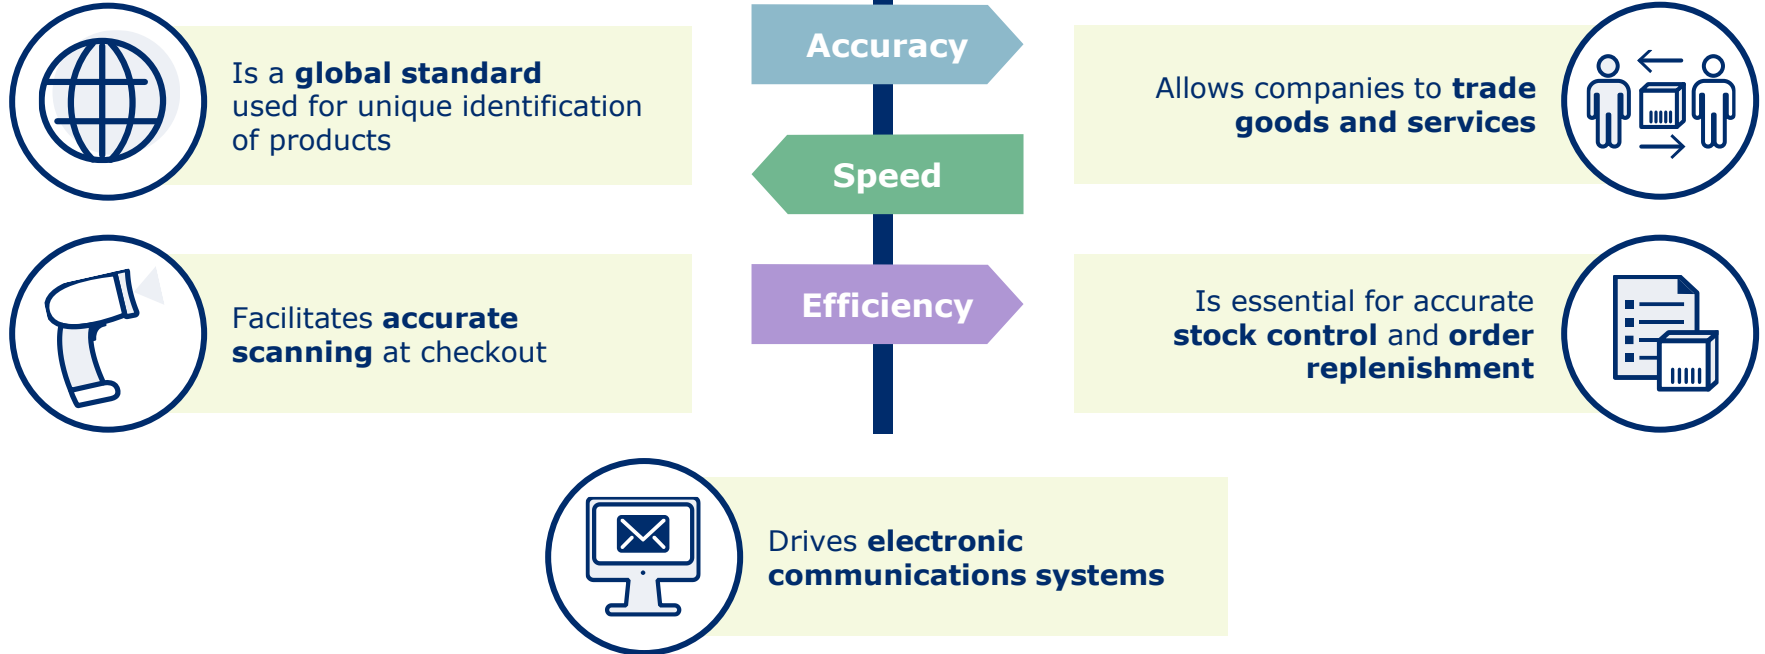 Is a global standard
used for unique identification
of products
Accuracy
Allows companies to trade
goods and services
Speed
Facilitates accurate
scanning at checkout
Efficiency
Is essential for accurate
stock control and order
replenishment
Drives electronic
communications systems